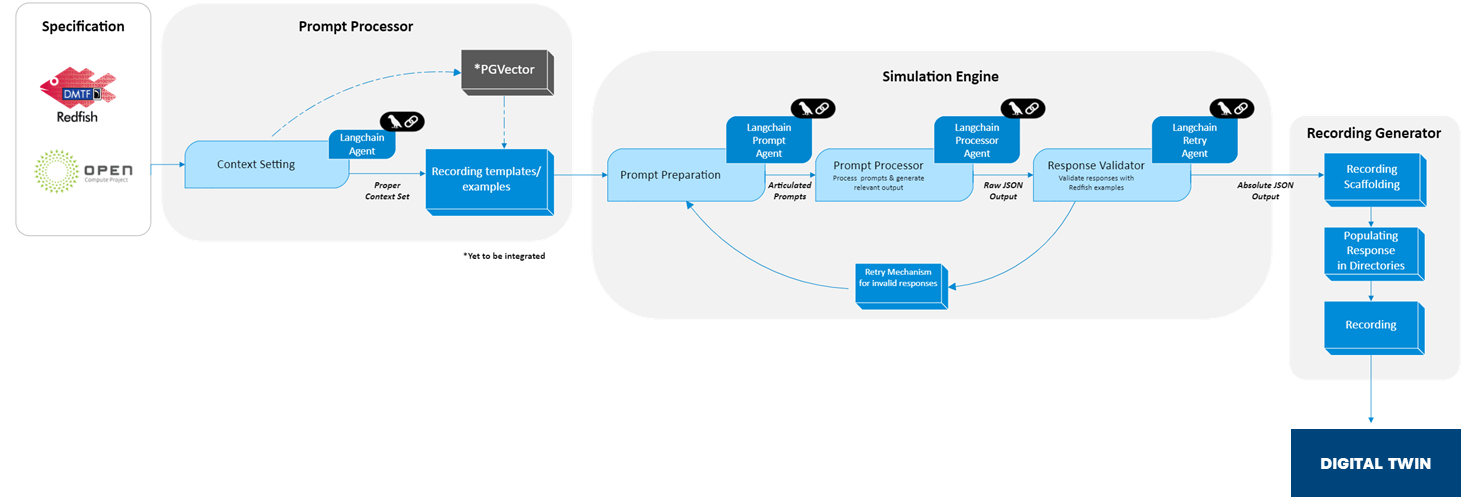 Specification
DMTF
Redfish
OPEN
Compute Project
Prompt Processor
*PGVector
Context Setting
Langchain
Agent
Proper
Context Set
Recording templates/
examples
*Yet to be integrated
Simulation Engine
Prompt Preparation
Langchain
Prompt
Agent
Articulated
Prompts
Prompt Processor
Process prompts & generate
relevant output
Langchain
Processor
Agent
Raw JSON
Output
Response Validator
Validate responses with
Redfish examples
Langchain
Retry
Agent
Retry Mechanism
for invalid responses
Absolute JSON
Output
Recording Generator
Recording
Scaffolding
Populating
Response
in Directories
Recording
DIGITAL TWIN